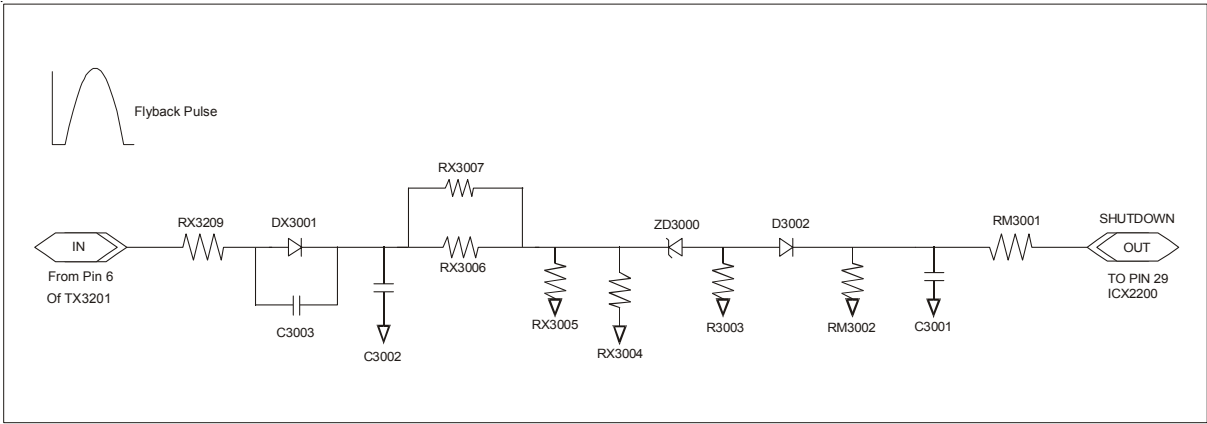 Flyback Pulse
RX3007
RX3209
DX3001
ZD3000
D3002
RM3001
SHUTDOWN
IN
OUT
RX3006
From Pin 6
Of TX3201
TO PIN 29
ICX2200
C3003
C3002
RX3005
RX3004
R3003
RM3002
C3001